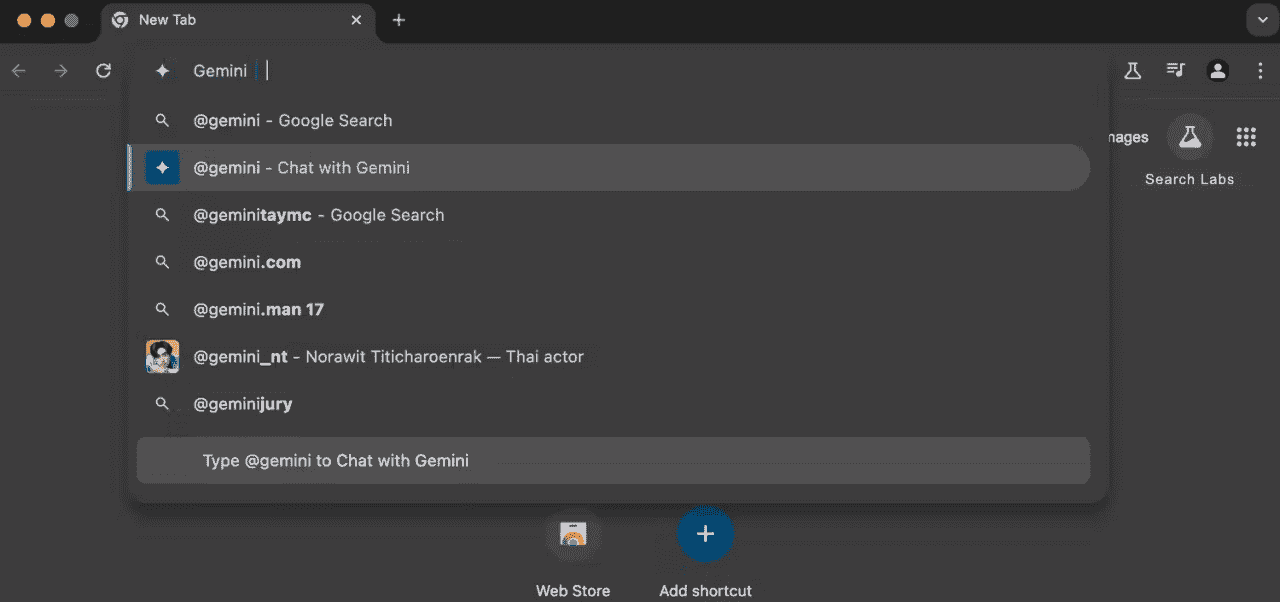 New Tab
Gemini
@gemini - Google Search
@gemini - Chat with Gemini
@geminitaymc - Google Search
@gemini.com
@gemini.man 17
@gemini_nt - Norawit Titicharoenrak — Thai actor
@geminijury
Type @gemini to Chat with Gemini
mages
Search Labs
Web Store
Add shortcut